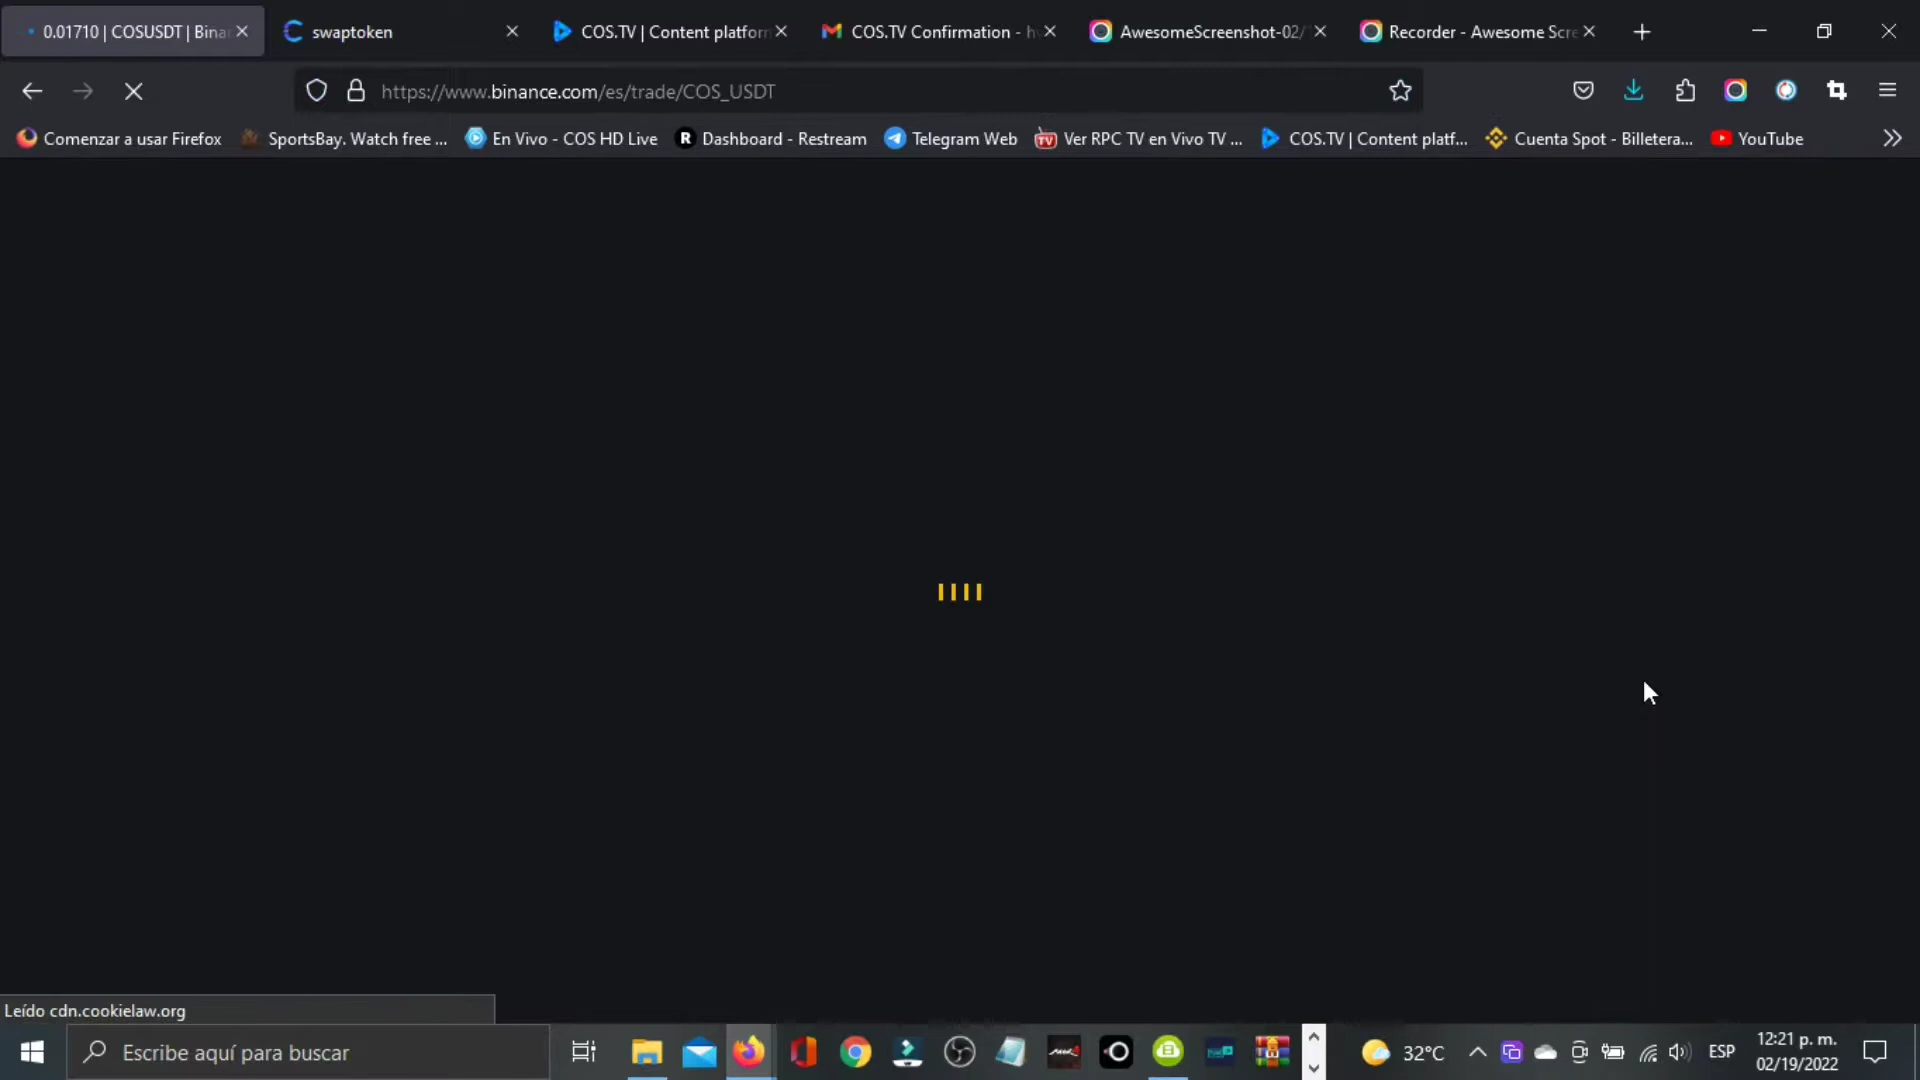 0.01710 | COSUSDT | Bina
swaptoken
COS.TV | Content platforr
COS.TV Confirmation - h
AwesomeScreenshot-02/
Recorder - Awesome Scre
https://www.binance.com/es/trade/COS_USDT
Comenzar a usar Firefox
SportsBay. Watch free ...
En Vivo - COS HD Live
Dashboard - Restream
Telegram Web
Ver RPC TV en Vivo TV ...
COS.TV | Content platf...
Cuenta Spot - Billetera...
YouTube
Leído cdn.cookielaw.org
Escribe aquí para buscar
32°C
ESP
12:21 p. m.
02/19/2022